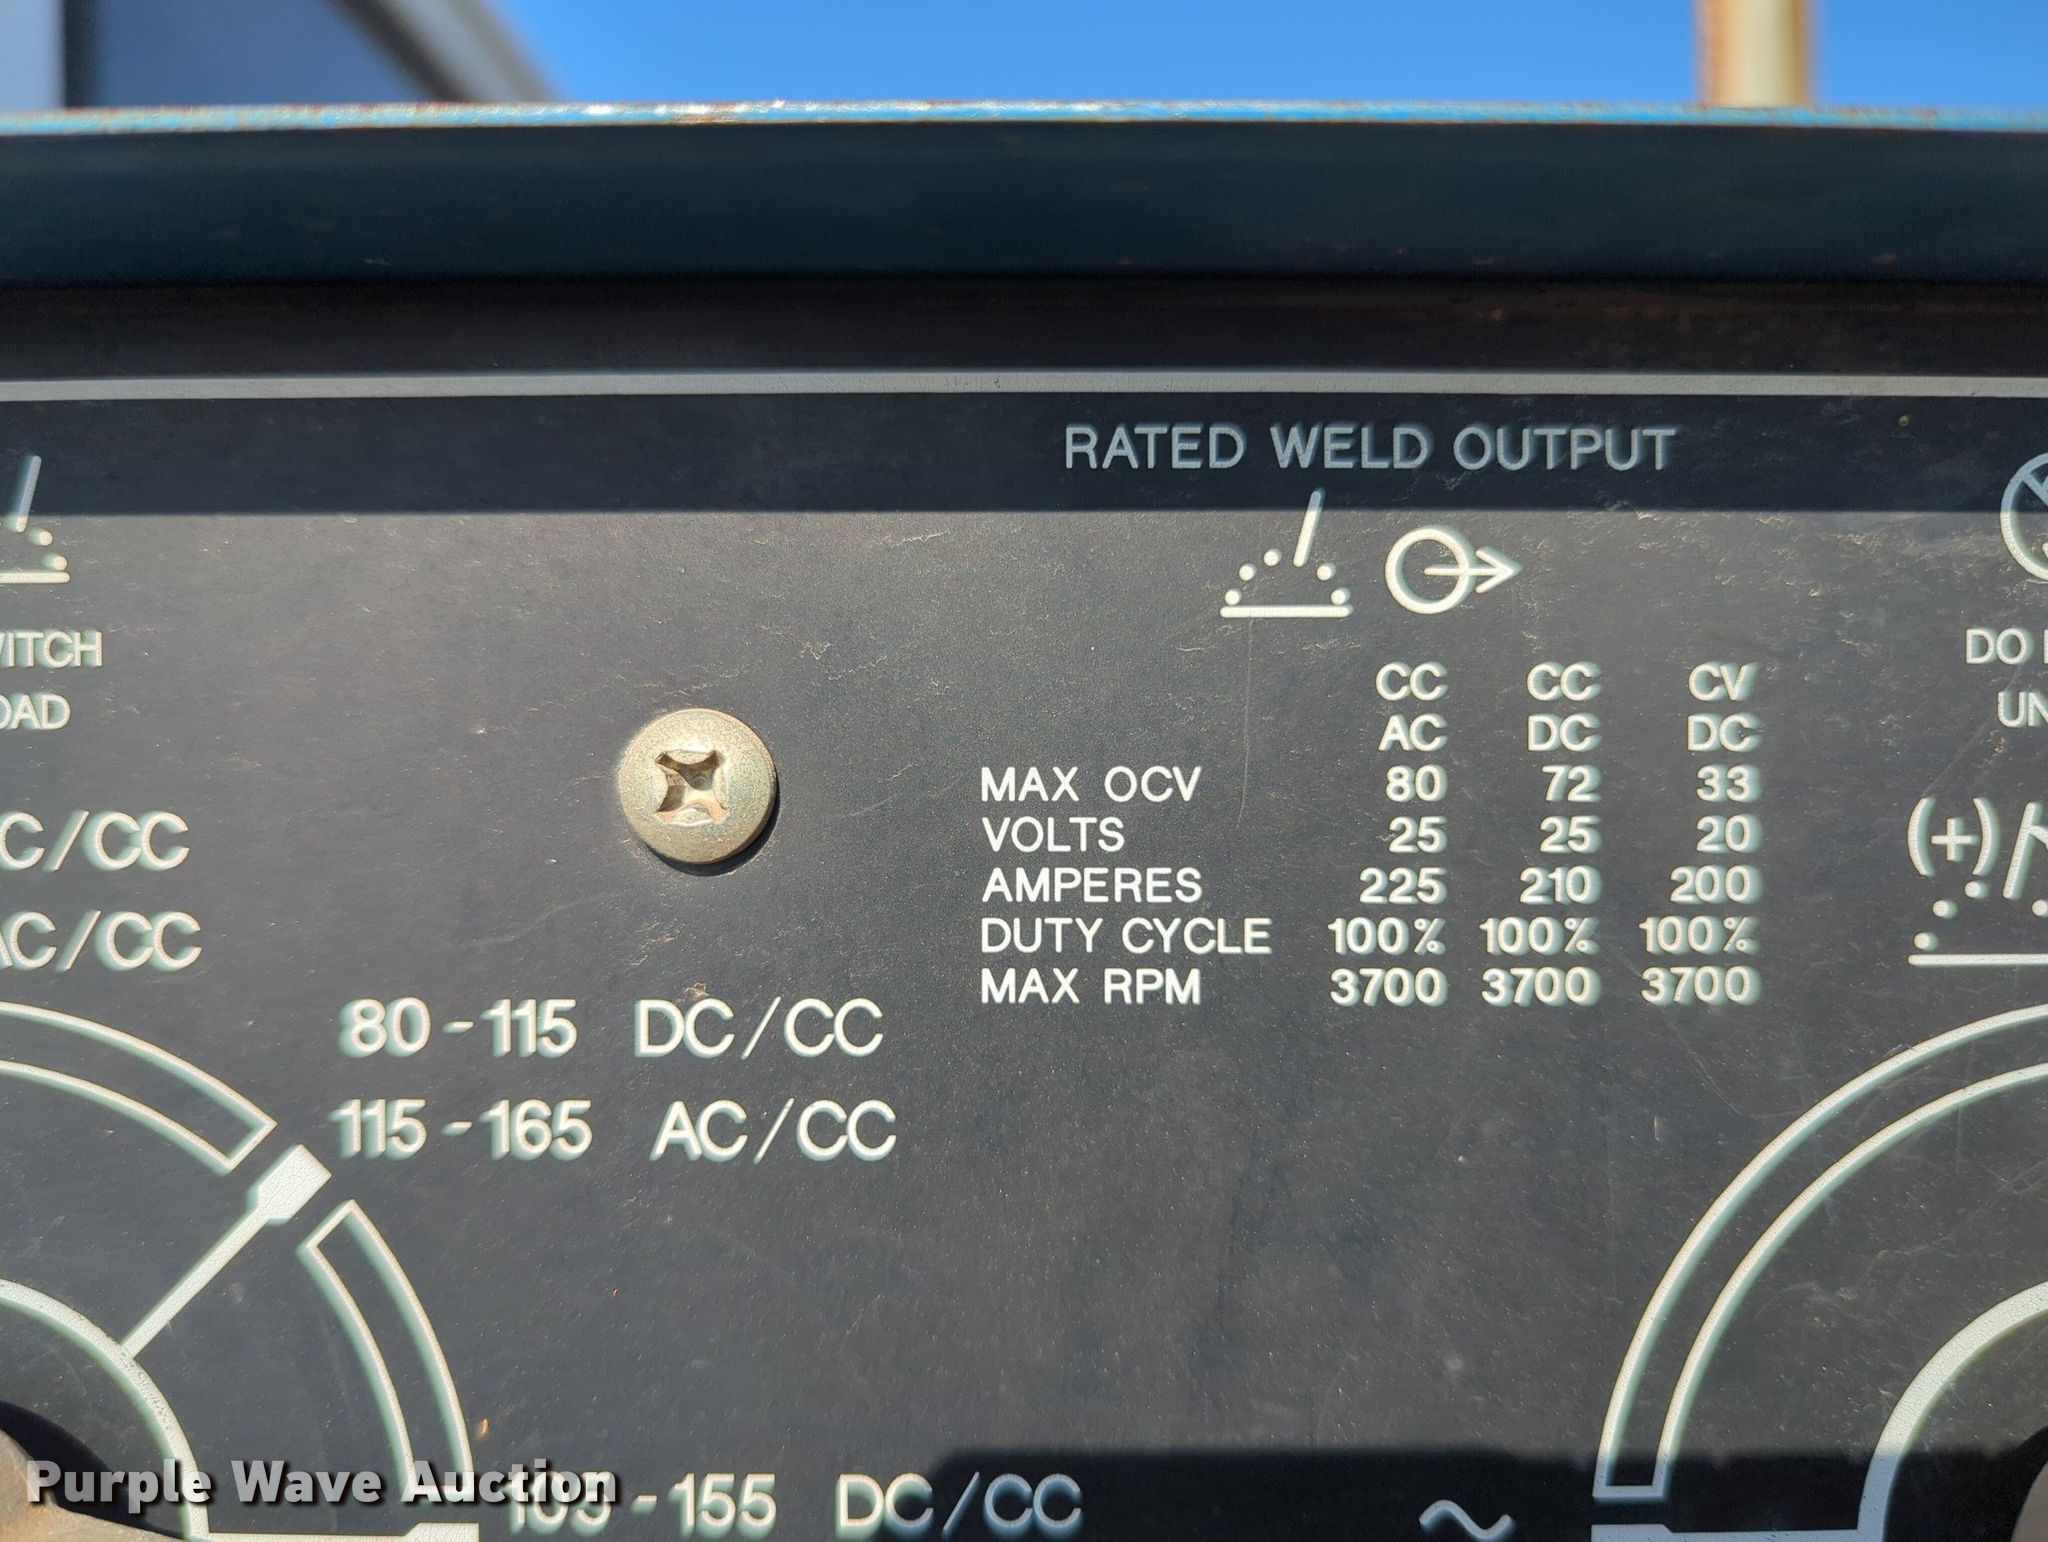 RATED WELD OUTPUT
CC CC CV
AC DC DC
MAX OCV 80 72 33
VOLTS 25 25 20
AMPERES 225 210 200
DUTY CYCLE 100% 100% 100%
MAX RPM 3700 3700 3700
ITCH
OAD
DO
UN
C/CC
AC/CC
(+)
80-115 DC/CC
115-165 AC/CC
105-155 DC/CC
~
Purple Wave Auction